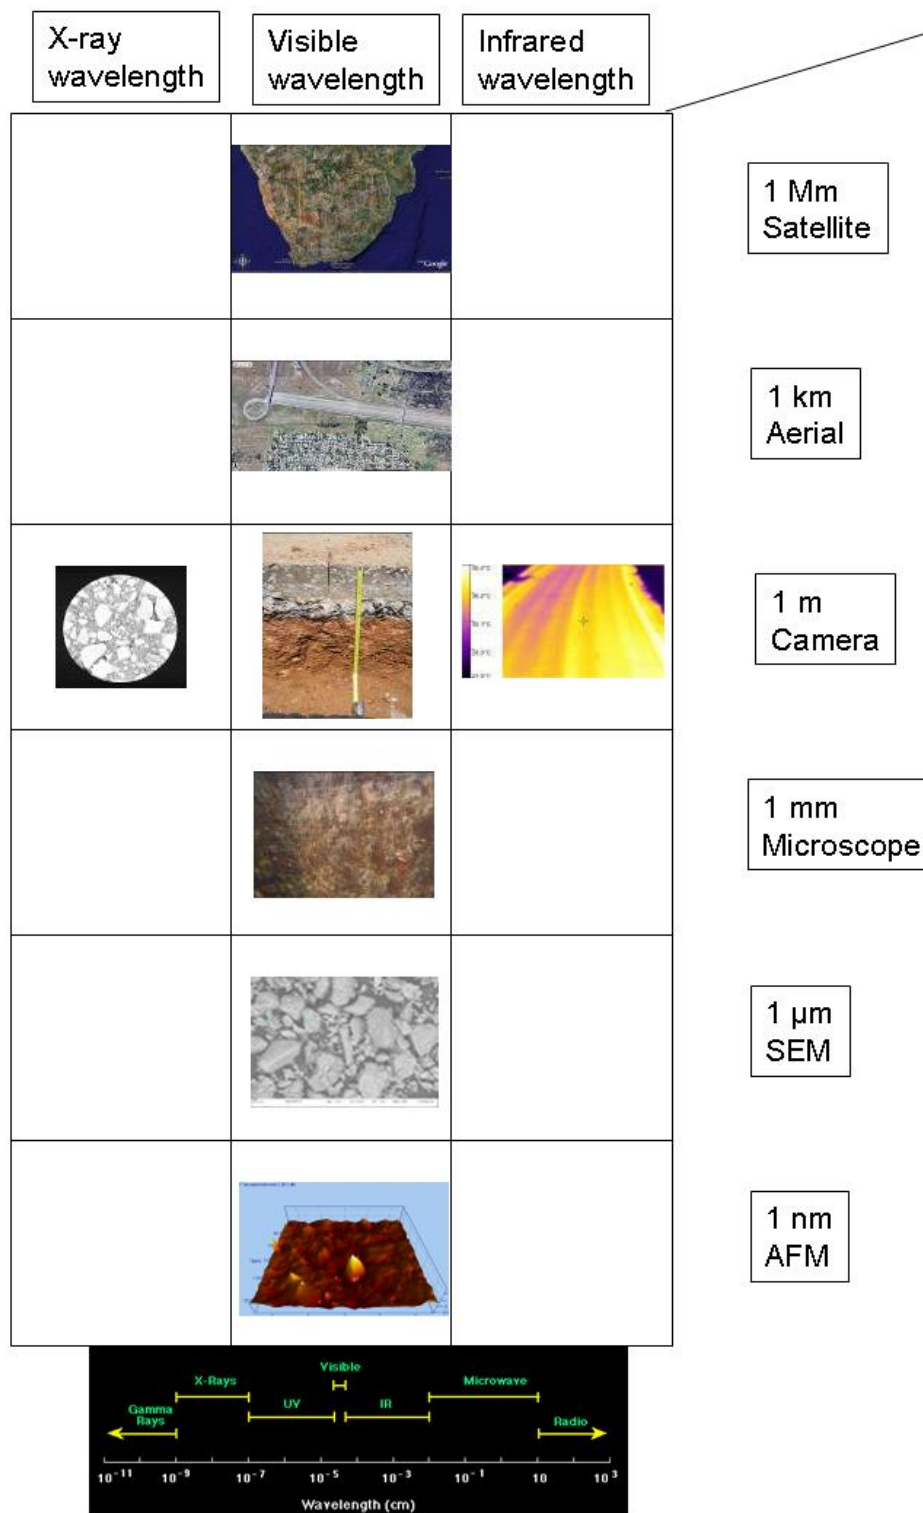 X-ray
wavelength
Visible
wavelength
Infrared
wavelength
1 Mm
Satellite
Google
1 km
Aerial
1 m
Camera
1 mm
Microscope
1 µm
SEM
1 nm
AFM
Visible
X-Rays
Microwave
Gamma
Rays
UV
IR
Radio
10⁻¹¹ 10⁻⁹ 10⁻⁷ 10⁻⁵ 10⁻³ 10⁻¹ 10 10³
Wavelength (cm)